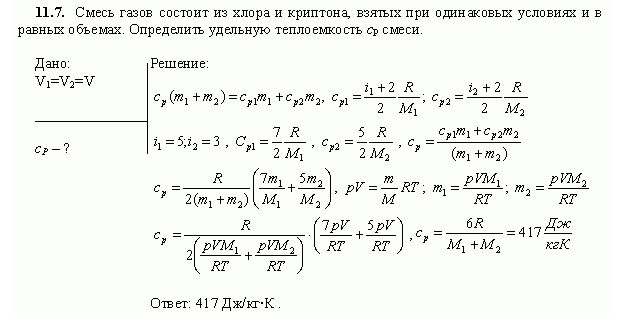 11.7. Смесь газов состоит из хлора и криптона, взятых при одинаковых условиях и в
равных объемах. Определить удельную теплоемкость cp смеси.
Дано:
V1=V2=V
cP – ?
Решение:
c_p(m_1 + m_2) = c_{p1}m_1 + c_{p2}m_2, c_{p1} = \frac{i_1 + 2}{2} \frac{R}{M_1}; c_{p2} = \frac{i_2 + 2}{2} \frac{R}{M_2}
i_1 = 5; i_2 = 3 , C_{p1} = \frac{7}{2} \frac{R}{M_1} , c_{p2} = \frac{5}{2} \frac{R}{M_2} , c_p = \frac{c_{p1}m_1 + c_{p2}m_2}{(m_1 + m_2)}
c_p = \frac{R}{2(m_1 + m_2)} \left( \frac{7m_1}{M_1} + \frac{5m_2}{M_2} \right), pV = \frac{m}{M} RT ; m_1 = \frac{pVM_1}{RT} ; m_2 = \frac{pVM_2}{RT}
c_p = \frac{R}{2\left( \frac{pVM_1}{RT} + \frac{pVM_2}{RT} \right)} \cdot \left( \frac{7pV}{RT} + \frac{5pV}{RT} \right) , c_p = \frac{6R}{M_1 + M_2} = 417 \frac{Дж}{кгК}
Ответ: 417 Дж/кг·К .